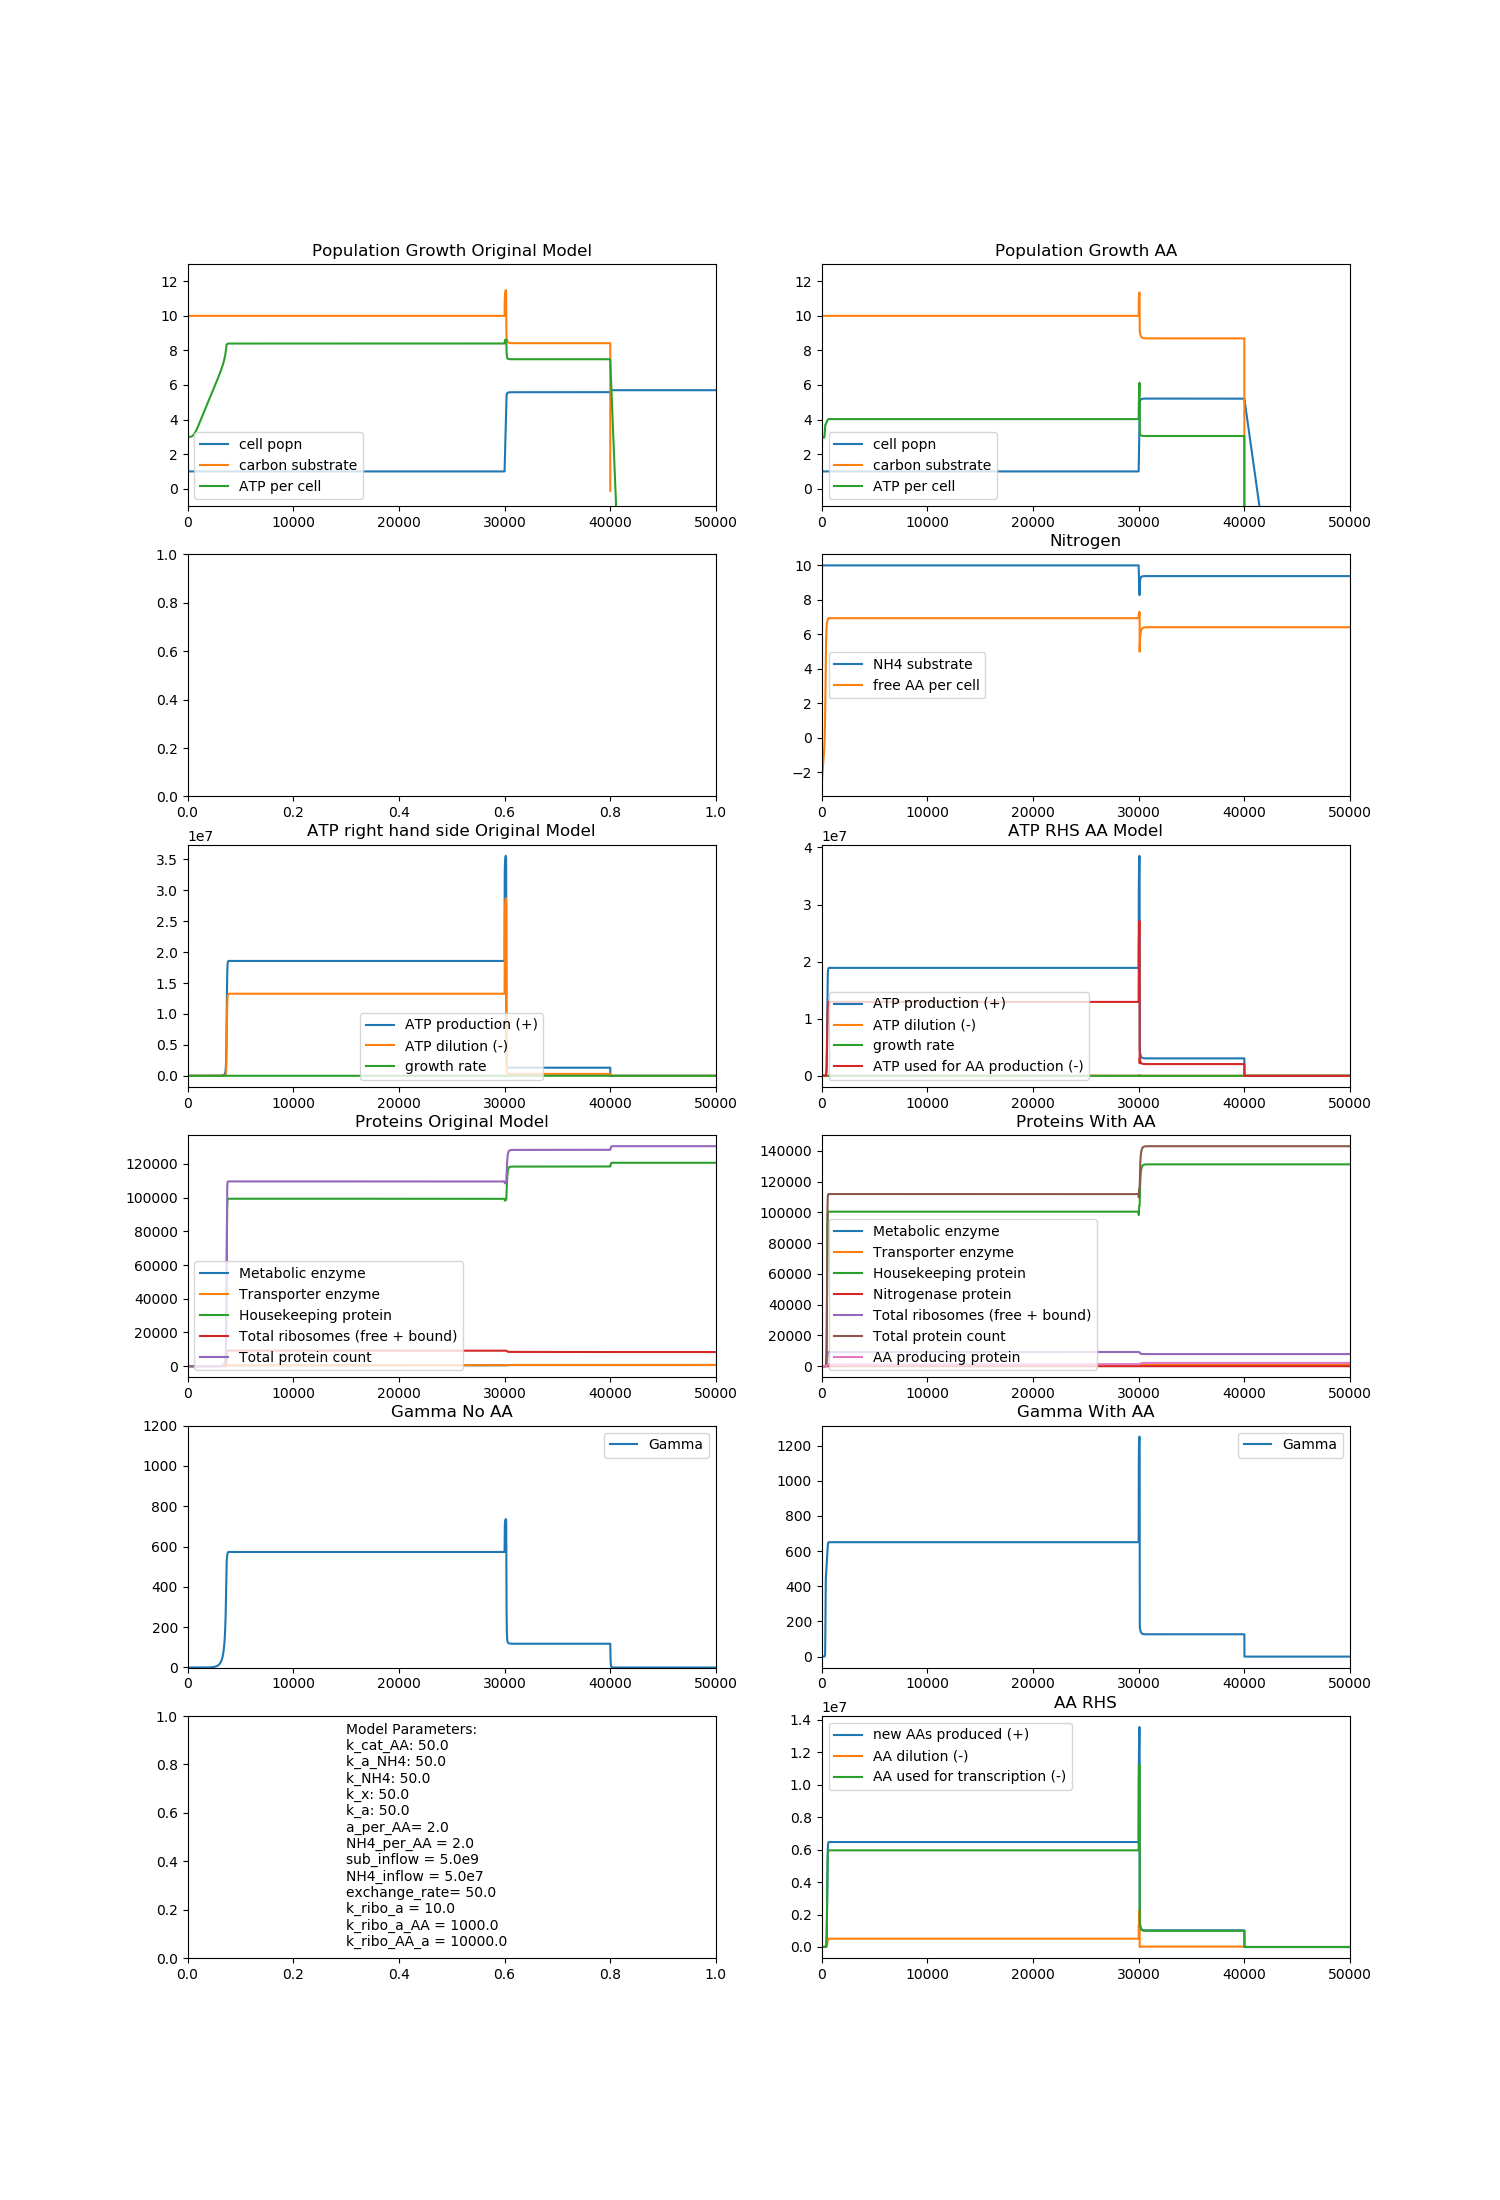 Population Growth Original Model
12
10
8
6
4
2
0
cell popn
carbon substrate
ATP per cell
0 10000 20000 30000 40000 50000
Population Growth AA
12
10
8
6
4
2
0
cell popn
carbon substrate
ATP per cell
0 10000 20000 30000 40000 50000
1.0
0.8
0.6
0.4
0.2
0.0
0.0 0.2 0.4 0.6 0.8 1.0
Nitrogen
10
8
6
4
2
0
−2
NH4 substrate
free AA per cell
0 10000 20000 30000 40000 50000
ATP right hand side Original Model
1e7
3.5
3.0
2.5
2.0
1.5
1.0
0.5
0.0
ATP production (+)
ATP dilution (-)
growth rate
0 10000 20000 30000 40000 50000
ATP RHS AA Model
1e7
4
3
2
1
0
ATP production (+)
ATP dilution (-)
growth rate
ATP used for AA production (-)
0 10000 20000 30000 40000 50000
Proteins Original Model
120000
100000
80000
60000
40000
20000
0
Metabolic enzyme
Transporter enzyme
Housekeeping protein
Total ribosomes (free + bound)
Total protein count
0 10000 20000 30000 40000 50000
Proteins With AA
140000
120000
100000
80000
60000
40000
20000
0
Metabolic enzyme
Transporter enzyme
Housekeeping protein
Nitrogenase protein
Total ribosomes (free + bound)
Total protein count
AA producing protein
0 10000 20000 30000 40000 50000
Gamma No AA
1200
1000
800
600
400
200
0
Gamma
0 10000 20000 30000 40000 50000
Gamma With AA
1200
1000
800
600
400
200
0
Gamma
0 10000 20000 30000 40000 50000
1.0
0.8
0.6
0.4
0.2
0.0
Model Parameters:
k_cat_AA: 50.0
k_a_NH4: 50.0
k_NH4: 50.0
k_x: 50.0
k_a: 50.0
a_per_AA= 2.0
NH4_per_AA = 2.0
sub_inflow = 5.0e9
NH4_inflow = 5.0e7
exchange_rate= 50.0
k_ribo_a = 10.0
k_ribo_a_AA = 1000.0
k_ribo_AA_a = 10000.0
0.0 0.2 0.4 0.6 0.8 1.0
AA RHS
1e7
1.4
1.2
1.0
0.8
0.6
0.4
0.2
0.0
new AAs produced (+)
AA dilution (-)
AA used for transcription (-)
0 10000 20000 30000 40000 50000